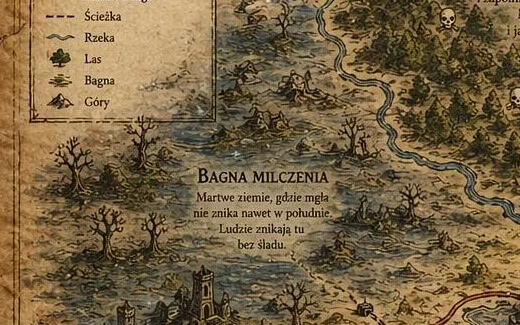 Ścieżka
Rzeka
Las
Bagna
Góry
i ja
BAGNA MILCZENIA
Martwe ziemie, gdzie mgła
nie znika nawet w południe.
Ludzie znikają tu
bez śladu.